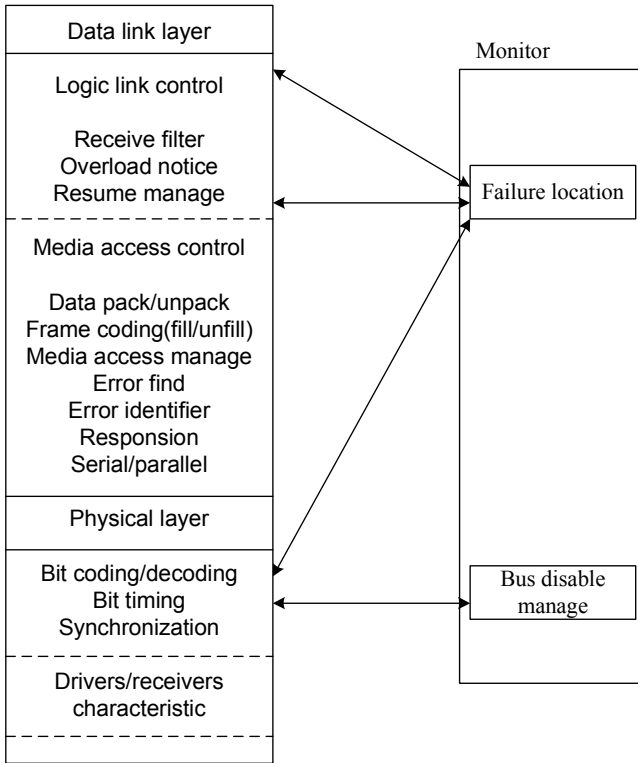 Data link layer
Logic link control
Receive filter
Overload notice
Resume manage
Media access control
Data pack/unpack
Frame coding(fill/unfill)
Media access manage
Error find
Error identifier
Responsion
Serial/parallel
Physical layer
Bit coding/decoding
Bit timing
Synchronization
Drivers/receivers
characteristic
Monitor
Failure location
Bus disable
manage